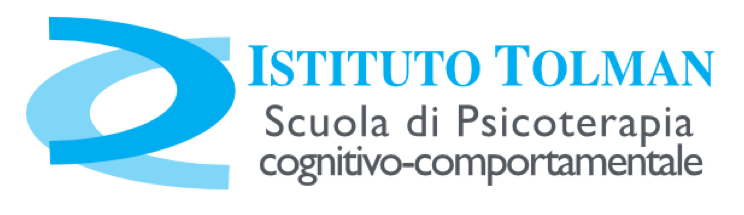 ISTITUTO TOLMAN
Scuola di Psicoterapia
cognitivo-comportamentale